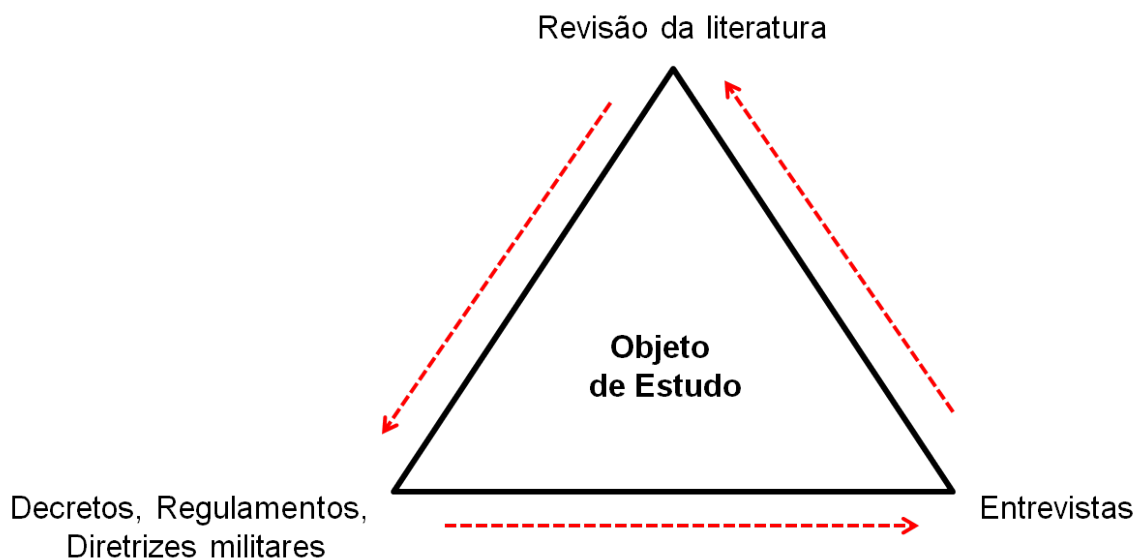 Revisão da literatura
Objeto
de Estudo
Decretos, Regulamentos,
Diretrizes militares
Entrevistas